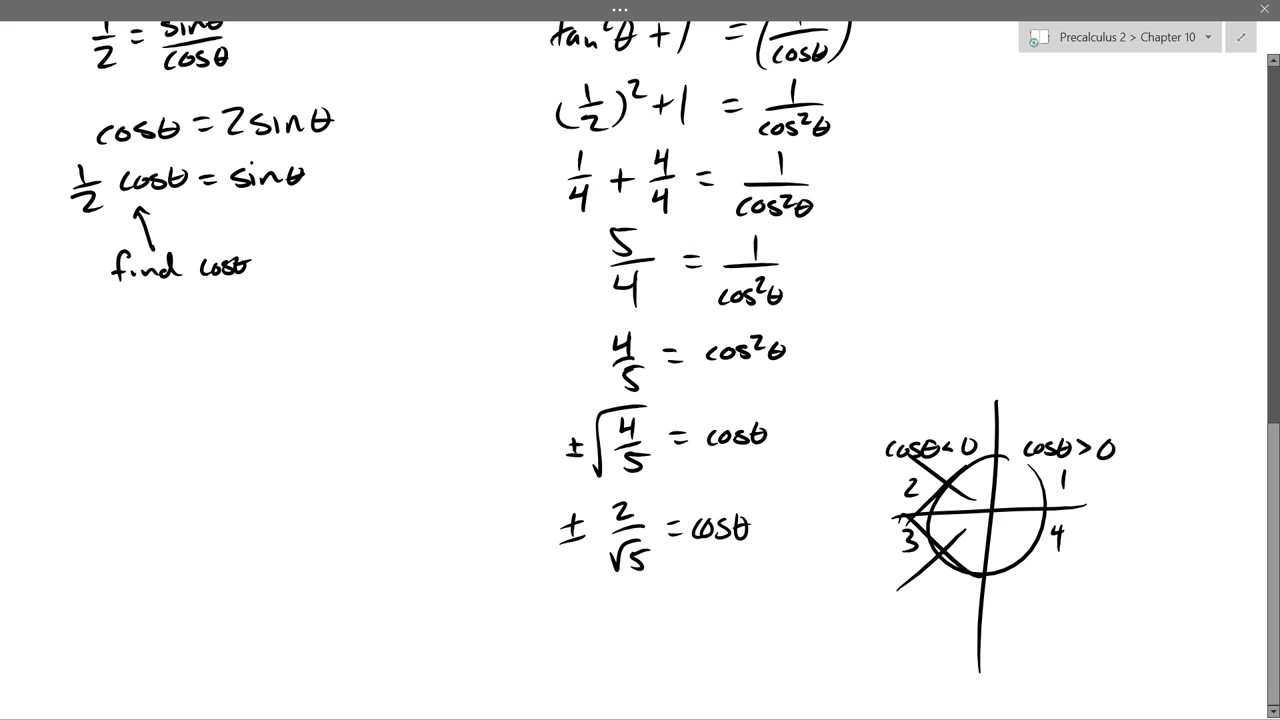 Precalculus 2 > Chapter 10
1/2 = sinθ/cosθ
cosθ = 2sinθ
1/2 cosθ = sinθ
find cosθ
tan²θ + 1 = (1/cosθ)
(1/2)² + 1 = 1/cos²θ
1/4 + 4/4 = 1/cos²θ
5/4 = 1/cos²θ
4/5 = cos²θ
±√(4/5) = cosθ
± 2/√5 = cosθ
cosθ < 0 cosθ > 0
2 1
3 4